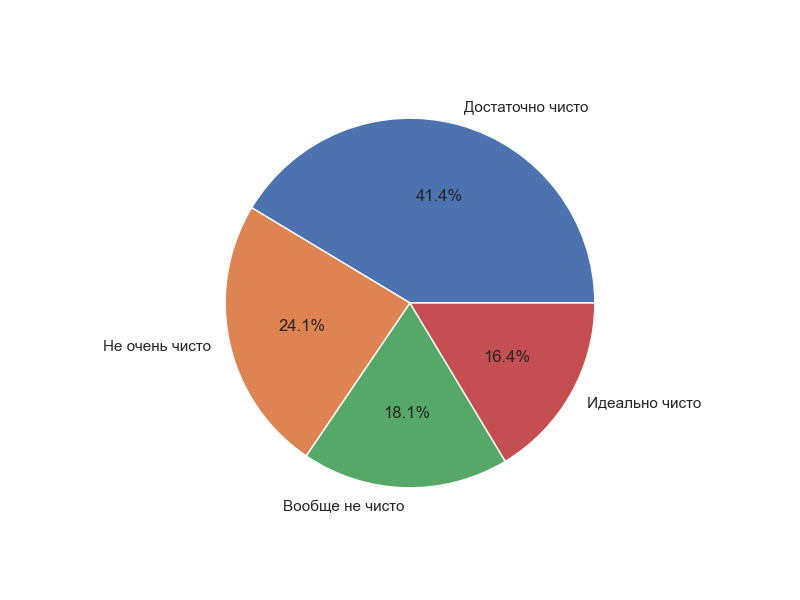 Достаточно чисто
41.4%
24.1%
Не очень чисто
16.4%
Идеально чисто
18.1%
Вообще не чисто